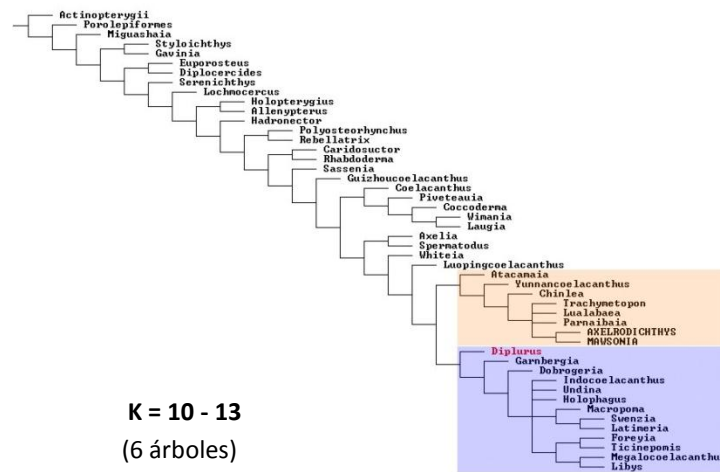 Actinopterygii
Porolepiformes
Miguashaia
Styloichthys
Gavinia
Euporosteus
Diplocercides
Serenichthys
Lochmocercus
Holopterygius
Allenypterus
Hadronector
Polyosteorhynchus
Rebellatrix
Caridosuctor
Rhabdoderma
Sassenia
Guizhoucoelacanthus
Coelacanthus
Piveteauia
Coccoderma
Wimania
Laugia
Axelia
Spermatodus
Whiteia
Luopingcoelacanthus
Atacamaia
Yunnancoelacanthus
Chinlea
Trachymetopon
Lualabaea
Parnaibaia
AXELRODICHTHYS
MAWSONIA
Diplurus
Garnbergia
Dobrogeria
Indocoelacanthus
Undina
Holophagus
Macropoma
Swenzia
Latimeria
Foreyia
Ticinepomis
Megalocoelacanthu
Libys
K = 10 - 13
(6 árboles)